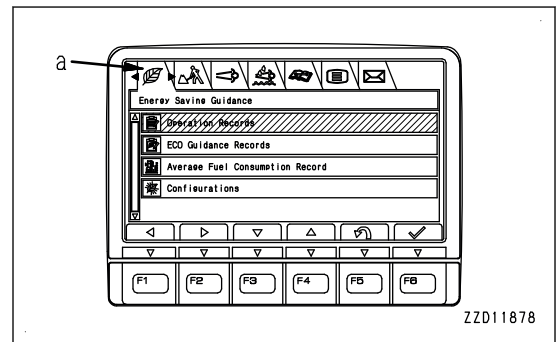 a
Energy Saving Guidance
Operation Records
ECO Guidance Records
Average Fuel Consumption Record
Configurations
F1 F2 F3 F4 F5 F6
ZZD11878